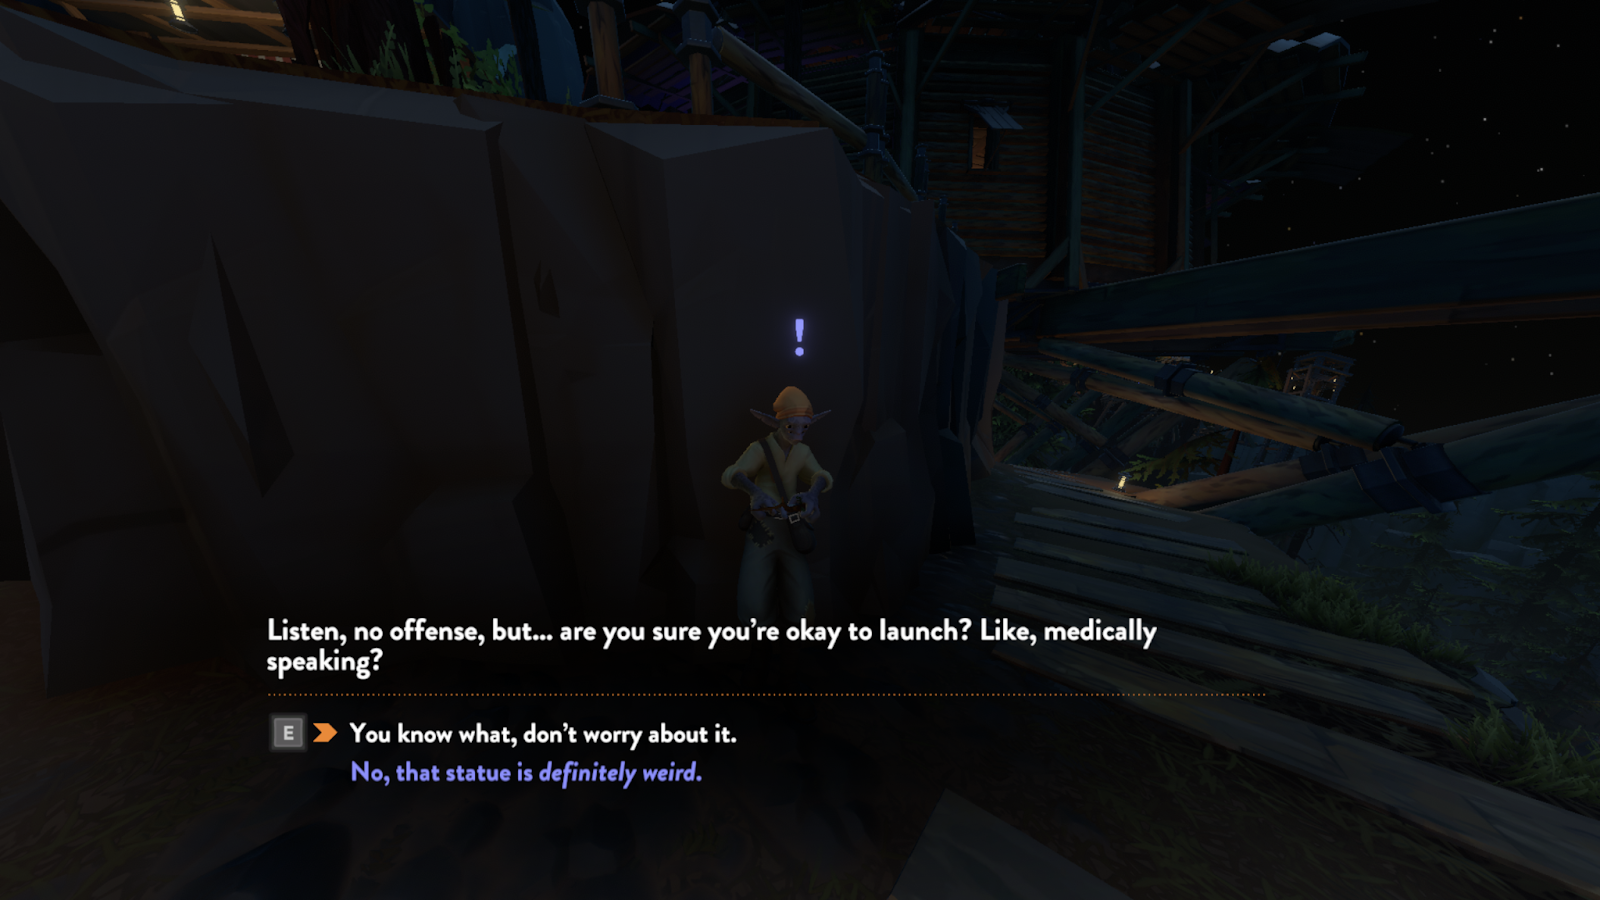 !
Listen, no offense, but... are you sure you're okay to launch? Like, medically
speaking?
E You know what, don't worry about it.
No, that statue is definitely weird.